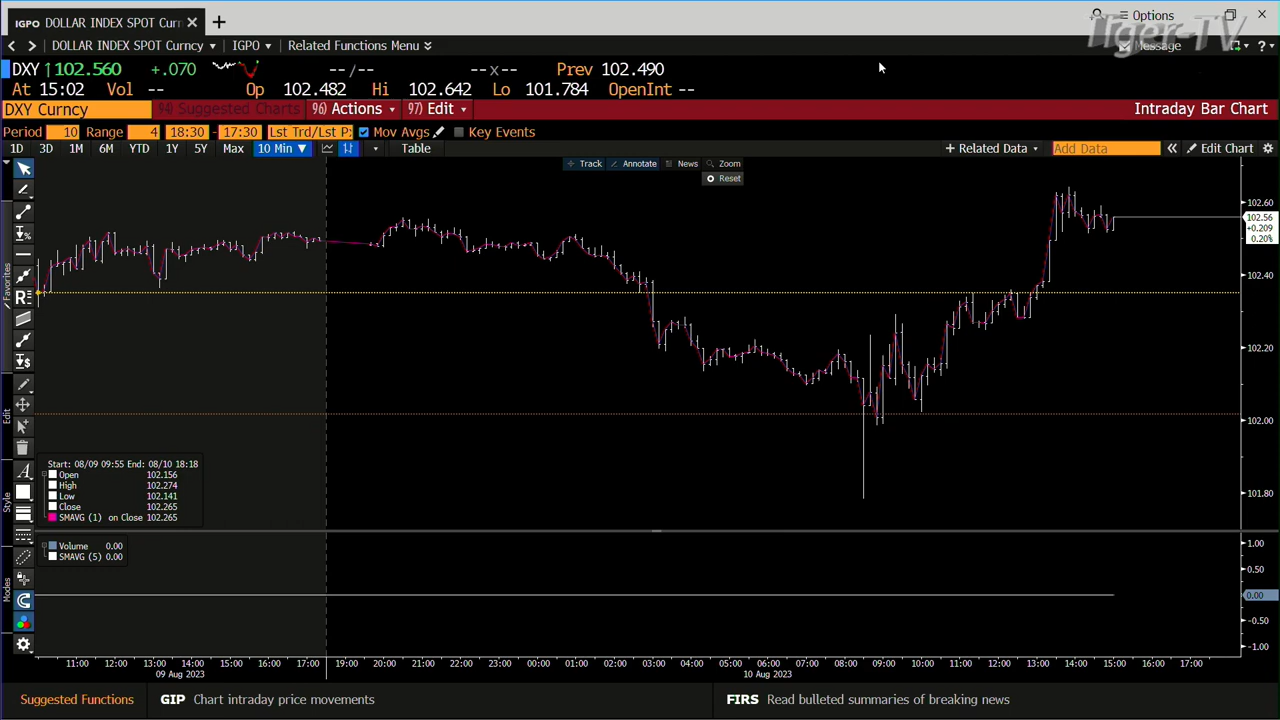 IGPO DOLLAR INDEX SPOT Curr × +
Options
Tiger-TV
DOLLAR INDEX SPOT Curncy IGPO Related Functions Menu Message ?
DXY ↑102.560 +.070 --/-- --x-- Prev 102.490
At 15:02 Vol -- Op 102.482 Hi 102.642 Lo 101.784 OpenInt --
DXY Curncy 94) Suggested Charts 96) Actions 97) Edit Intraday Bar Chart
Period 10 Range 4 18:30 - 17:30 Lst Trd/Lst P Mov Avgs Key Events
1D 3D 1M 6M YTD 1Y 5Y Max 10 Min ▼ Table + Related Data Add Data « Edit Chart
Track Annotate News Zoom
Reset
102.60
102.56
+0.209
0.20%
102.40
102.20
102.00
101.80
Favorites
Edit
Style
Modes
Start: 08/09 09:55 End: 08/10 18:18
Open 102.156
High 102.274
Low 102.141
Close 102.265
SMAVG (1) on Close 102.265
Volume 0.00
SMAVG (5) 0.00
1.00
0.50
0.00
-0.50
-1.00
11:00 12:00 13:00 14:00 15:00 16:00 17:00 19:00 20:00 21:00 22:00 23:00 00:00 01:00 02:00 03:00 04:00 05:00 06:00 07:00 08:00 09:00 10:00 11:00 12:00 13:00 14:00 15:00 16:00 17:00
09 Aug 2023 10 Aug 2023
Suggested Functions GIP Chart intraday price movements FIRS Read bulleted summaries of breaking news